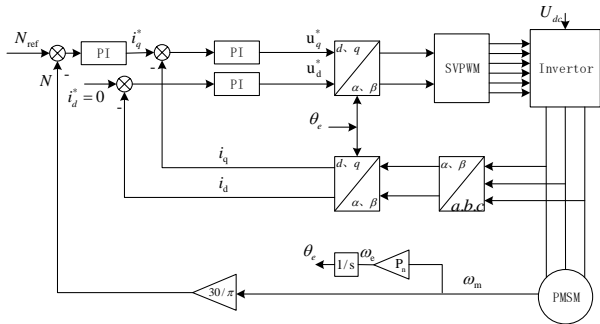 U_dc
N_ref
PI
i_q^*
PI
u_q^*
d、q
α、β
SVPWM
Invertor
N
-
-
i_d^*=0
-
PI
u_d^*
θ_e
i_q
d、q
α、β
α、β
a.b.c
i_d
θ_e
1/s
ω_e
P_n
ω_m
30/π
PMSM